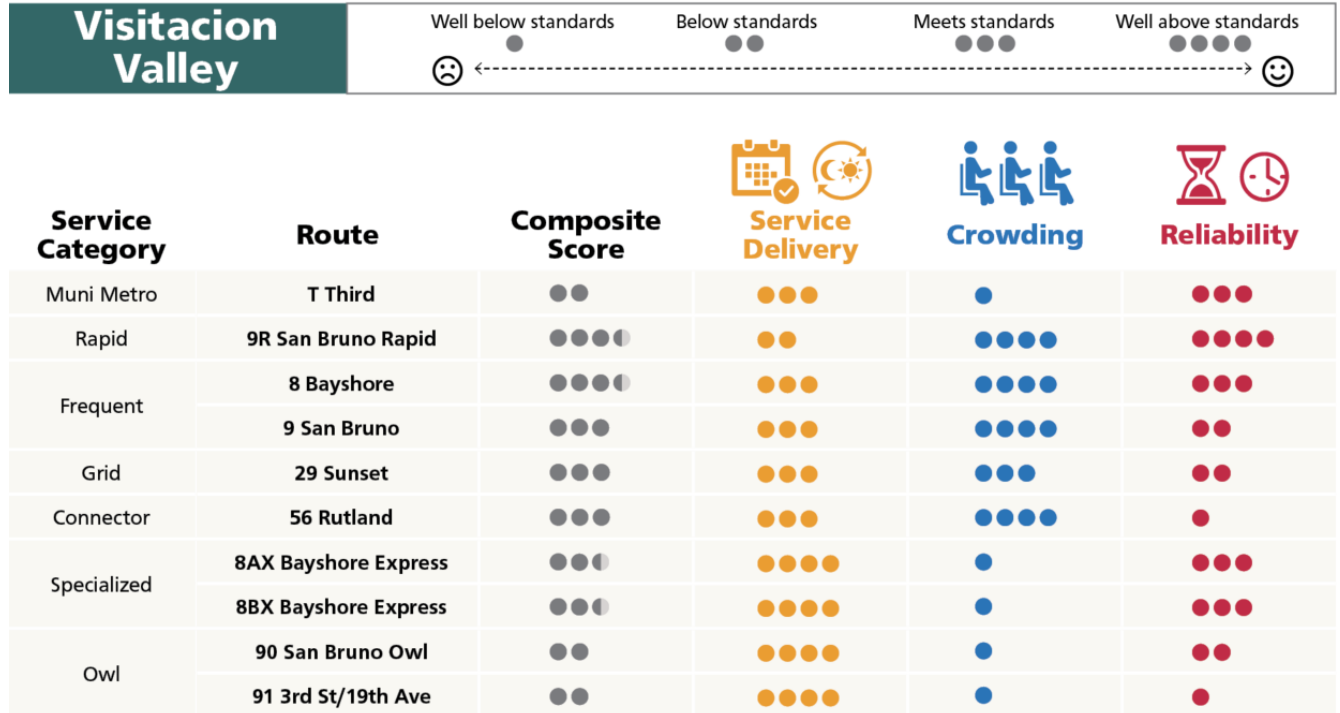 Visitacion
Valley
Well below standards
Below standards
Meets standards
Well above standards
Service
Category
Route
Composite
Score
Service
Delivery
Crowding
Reliability
Muni Metro
T Third
Rapid
9R San Bruno Rapid
Frequent
8 Bayshore
9 San Bruno
Grid
29 Sunset
Connector
56 Rutland
Specialized
8AX Bayshore Express
8BX Bayshore Express
Owl
90 San Bruno Owl
91 3rd St/19th Ave